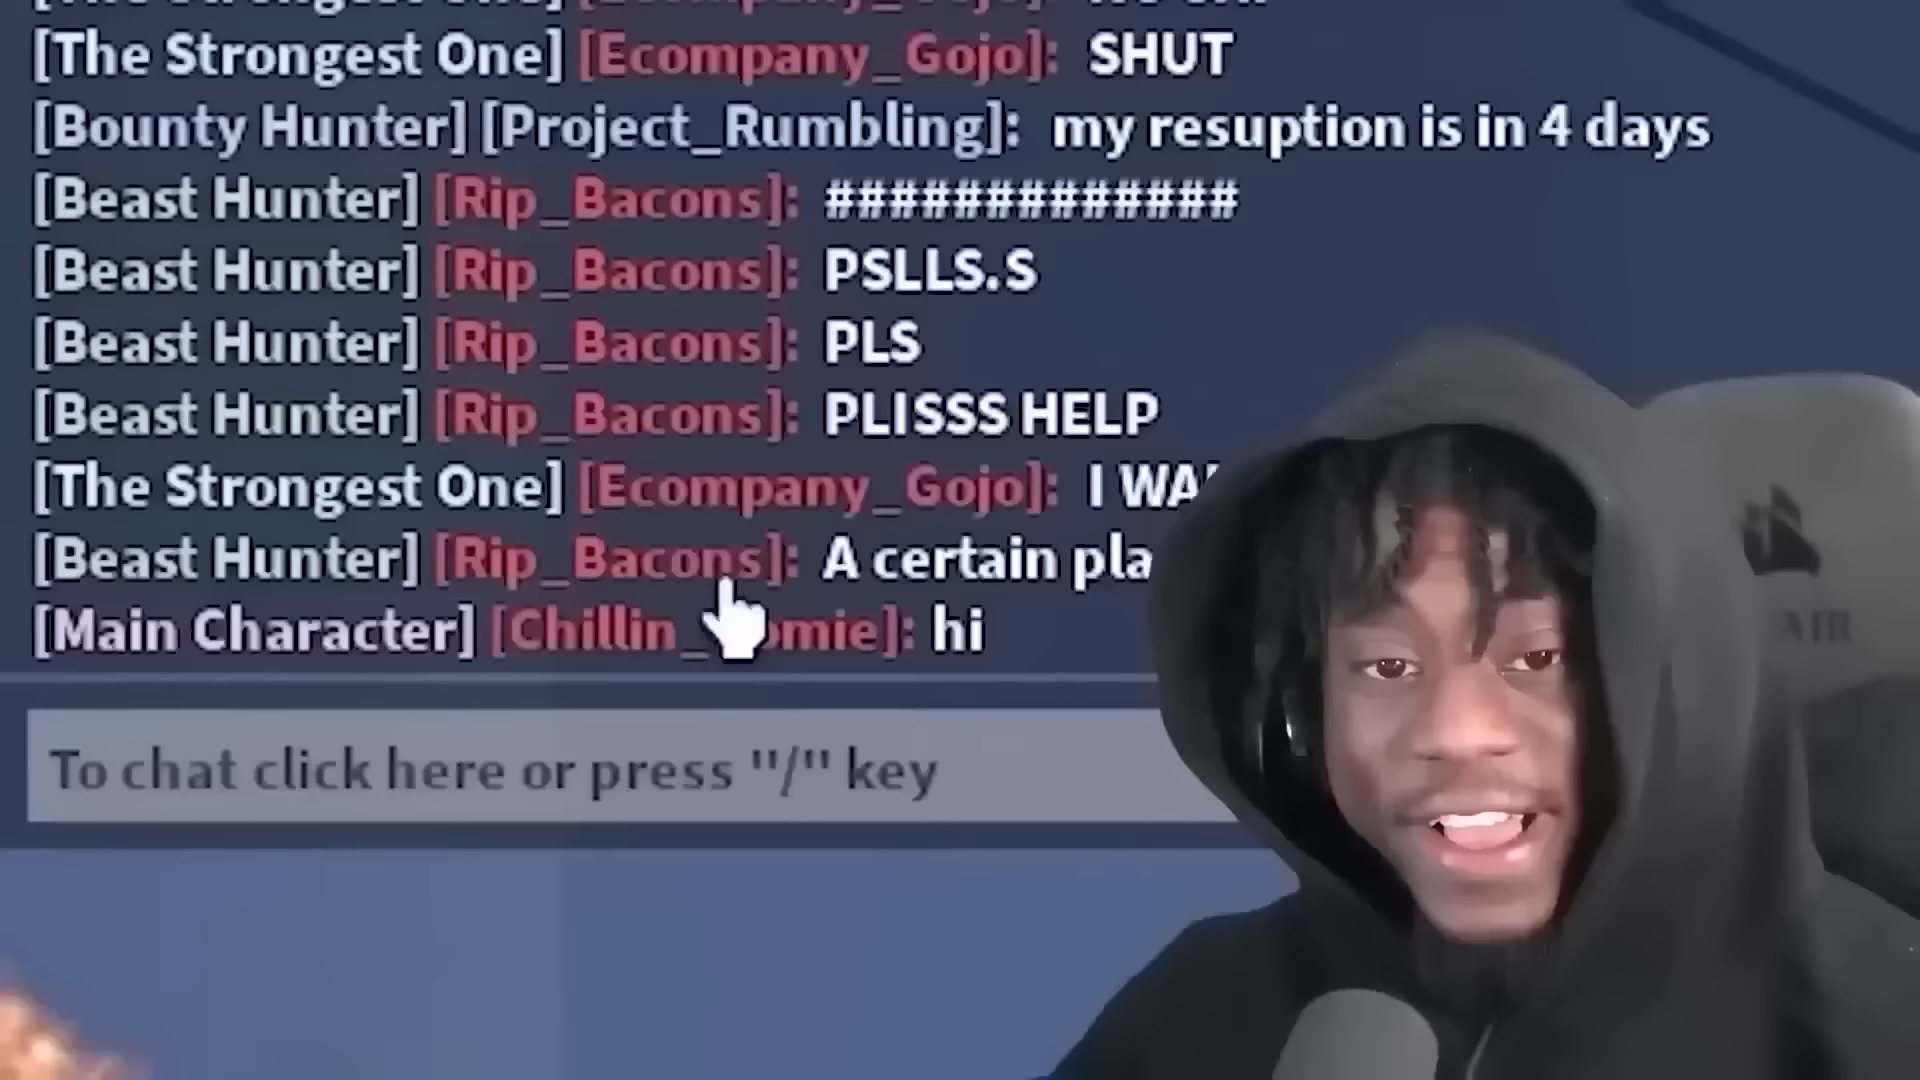 [The Strongest One] [Ecompany_Gojo]: SHUT
[Bounty Hunter] [Project_Rumbling]: my resuption is in 4 days
[Beast Hunter] [Rip_Bacons]: #############
[Beast Hunter] [Rip_Bacons]: PSLLS.S
[Beast Hunter] [Rip_Bacons]: PLS
[Beast Hunter] [Rip_Bacons]: PLISSS HELP
[The Strongest One] [Ecompany_Gojo]: I
[Beast Hunter] [Rip_Bacons]: A certain
[Main Character] hi
To chat click here or press "/" key